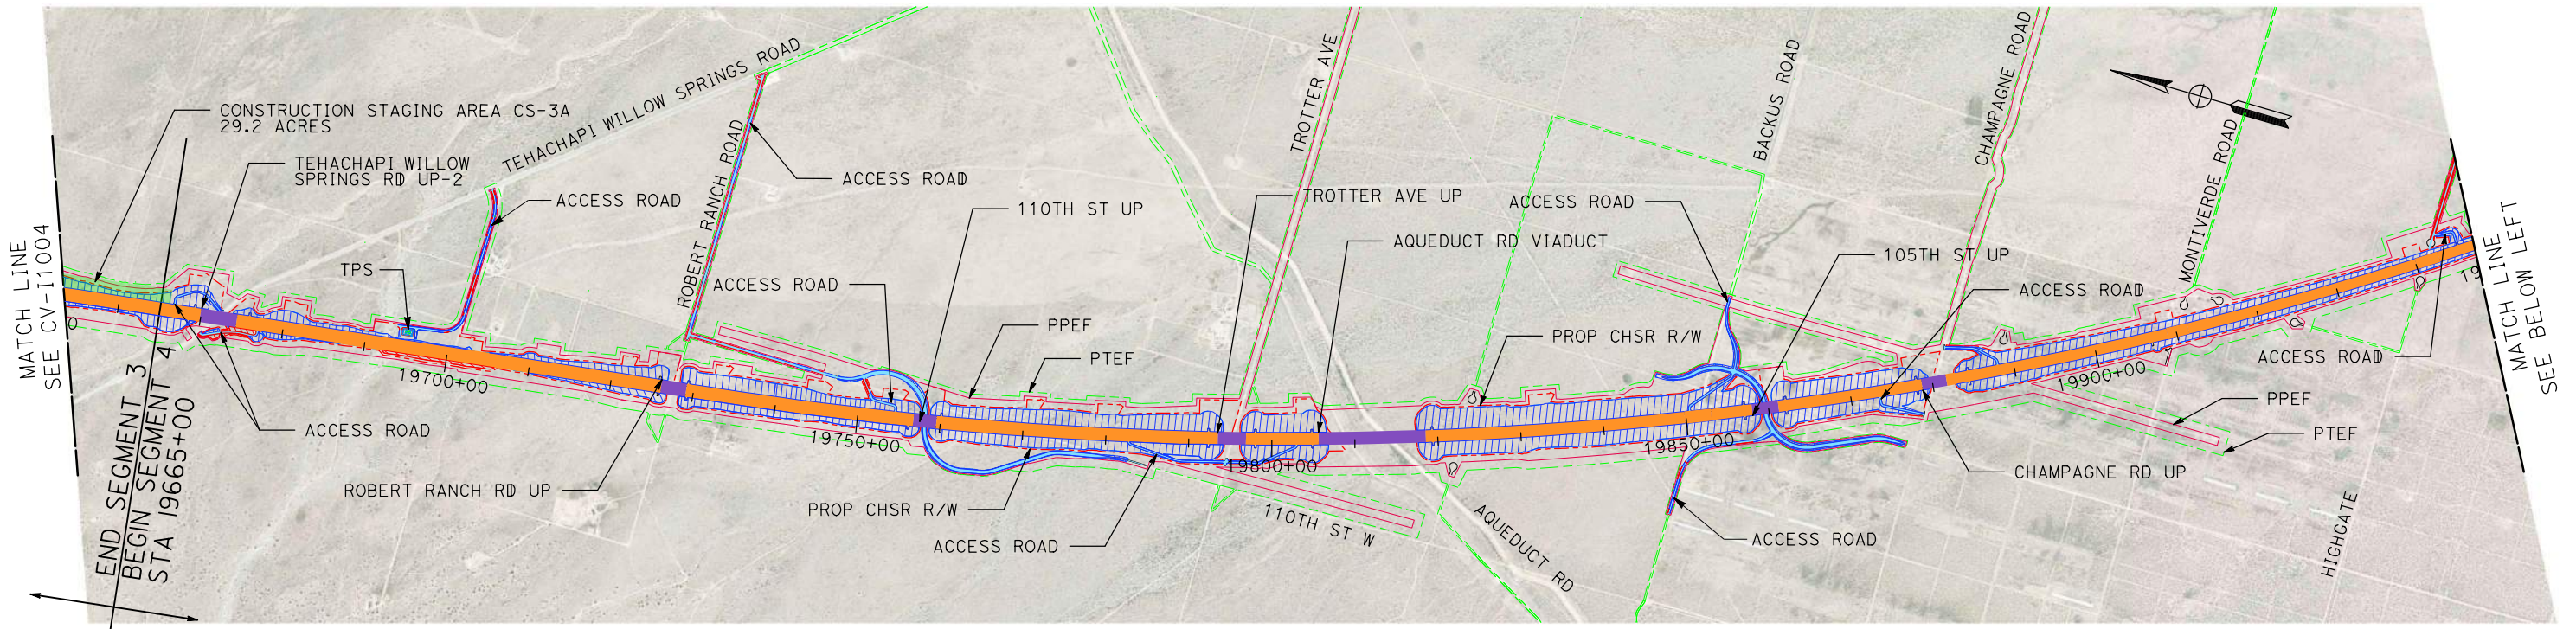 MATCH LINE
SEE CV-I1004
CONSTRUCTION STAGING AREA CS-3A
29.2 ACRES
TEHACHAPI WILLOW
SPRINGS RD UP-2
TEHACHAPI WILLOW SPRINGS ROAD
ACCESS ROAD
TPS
ROBERT RANCH ROAD
ACCESS ROAD
ACCESS ROAD
110TH ST UP
PPEF
PTEF
TROTTER AVE
TROTTER AVE UP
AQUEDUCT RD VIADUCT
ACCESS ROAD
BACKUS ROAD
PROP CHSR R/W
105TH ST UP
CHAMPAGNE ROAD
ACCESS ROAD
MONTIVERDE ROAD
ACCESS ROAD
MATCH LINE
SEE BELOW LEFT
0
19700+00
19750+00
19800+00
19850+00
19900+00
19
END SEGMENT 3
BEGIN SEGMENT 4
STA 19665+00
ACCESS ROAD
ROBERT RANCH RD UP
PROP CHSR R/W
ACCESS ROAD
110TH ST W
AQUEDUCT RD
ACCESS ROAD
CHAMPAGNE RD UP
PPEF
PTEF
HIGHGATE